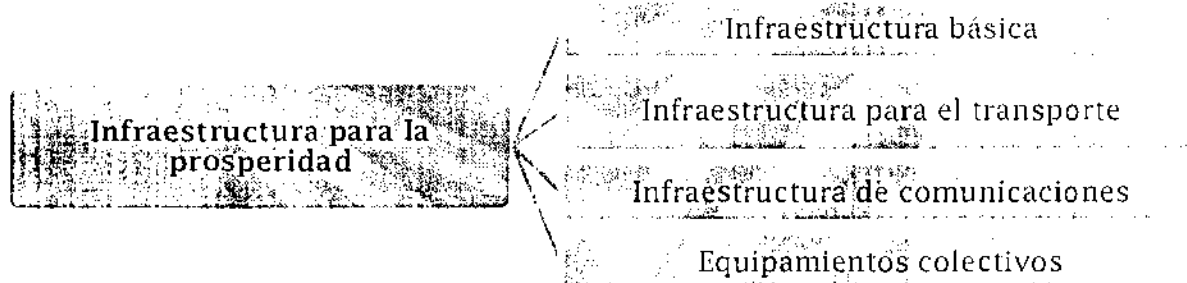 Infraestructura para la
prosperidad
Infraestructura básica
Infraestructura para el transporte
Infraestructura de comunicaciones
Equipamientos colectivos